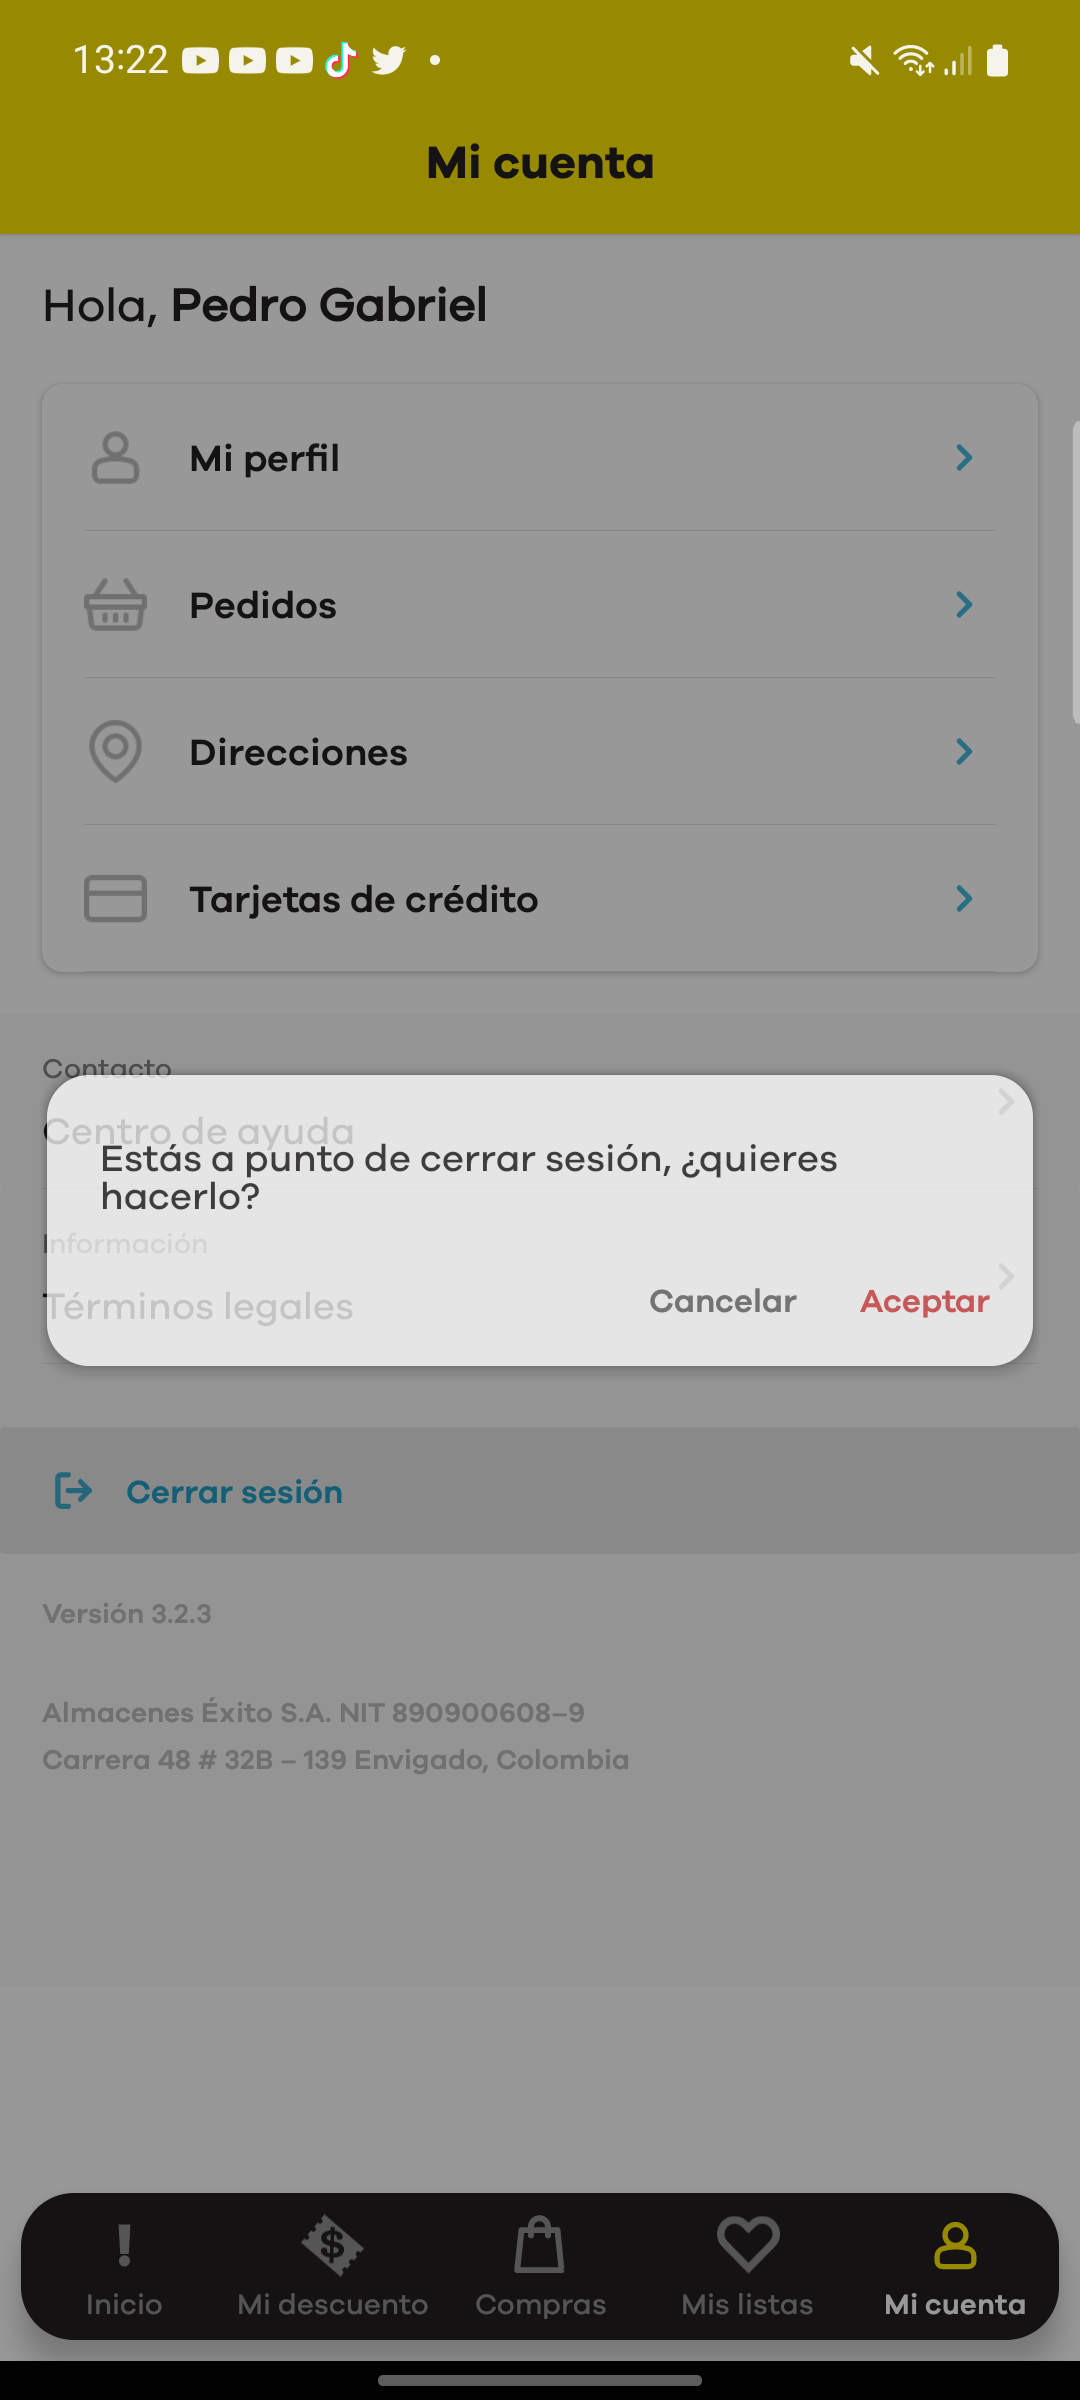 13:22
Mi cuenta
Hola, Pedro Gabriel
Mi perfil
Pedidos
Direcciones
Tarjetas de crédito
Contacto
Centro de ayuda
Estás a punto de cerrar sesión, ¿quieres
hacerlo?
Información
Términos legales
Cancelar Aceptar
Cerrar sesión
Versión 3.2.3
Almacenes Éxito S.A. NIT 890900608–9
Carrera 48 # 32B – 139 Envigado, Colombia
Inicio Mi descuento Compras Mis listas Mi cuenta